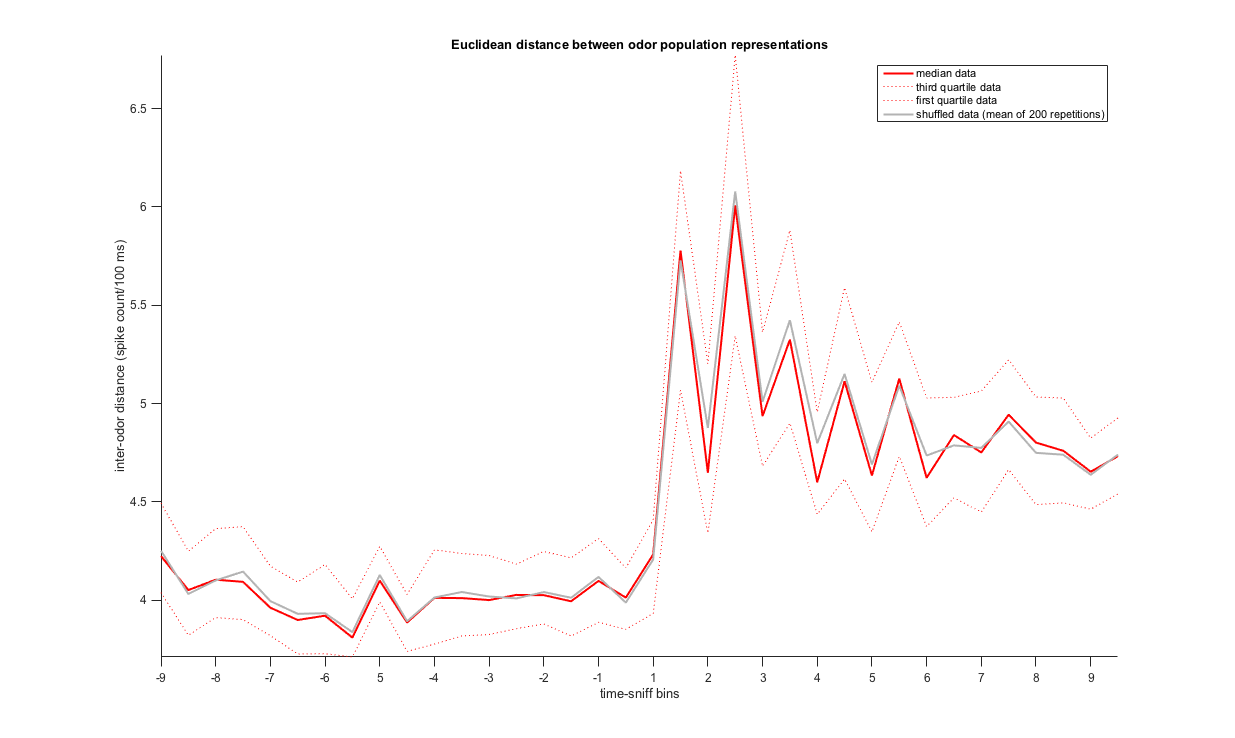 Euclidean distance between odor population representations
median data
third quartile data
first quartile data
shuffled data (mean of 200 repetitions)
inter-odor distance (spike count/100 ms)
6.5
6
5.5
5
4.5
4
-9 -8 -7 -6 5 -4 -3 -2 -1 1 2 3 4 5 6 7 8 9
time-sniff bins